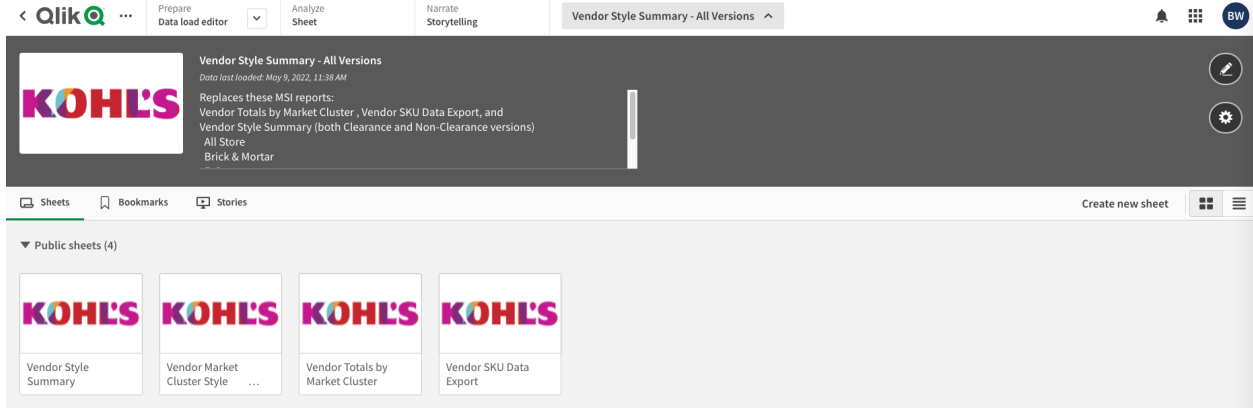 Qlik
Prepare
Data load editor
Analyze
Sheet
Narrate
Storytelling
Vendor Style Summary - All Versions
BW
KOHL'S
Vendor Style Summary - All Versions
Data last loaded: May 9, 2022, 11:38 AM
Replaces these MSI reports:
Vendor Totals by Market Cluster , Vendor SKU Data Export, and
Vendor Style Summary (both Clearance and Non-Clearance versions)
All Store
Brick & Mortar
Sheets
Bookmarks
Stories
Create new sheet
Public sheets (4)
KOHL'S
KOHL'S
KOHL'S
KOHL'S
Vendor Style
Summary
Vendor Market
Cluster Style ...
Vendor Totals by
Market Cluster
Vendor SKU Data
Export